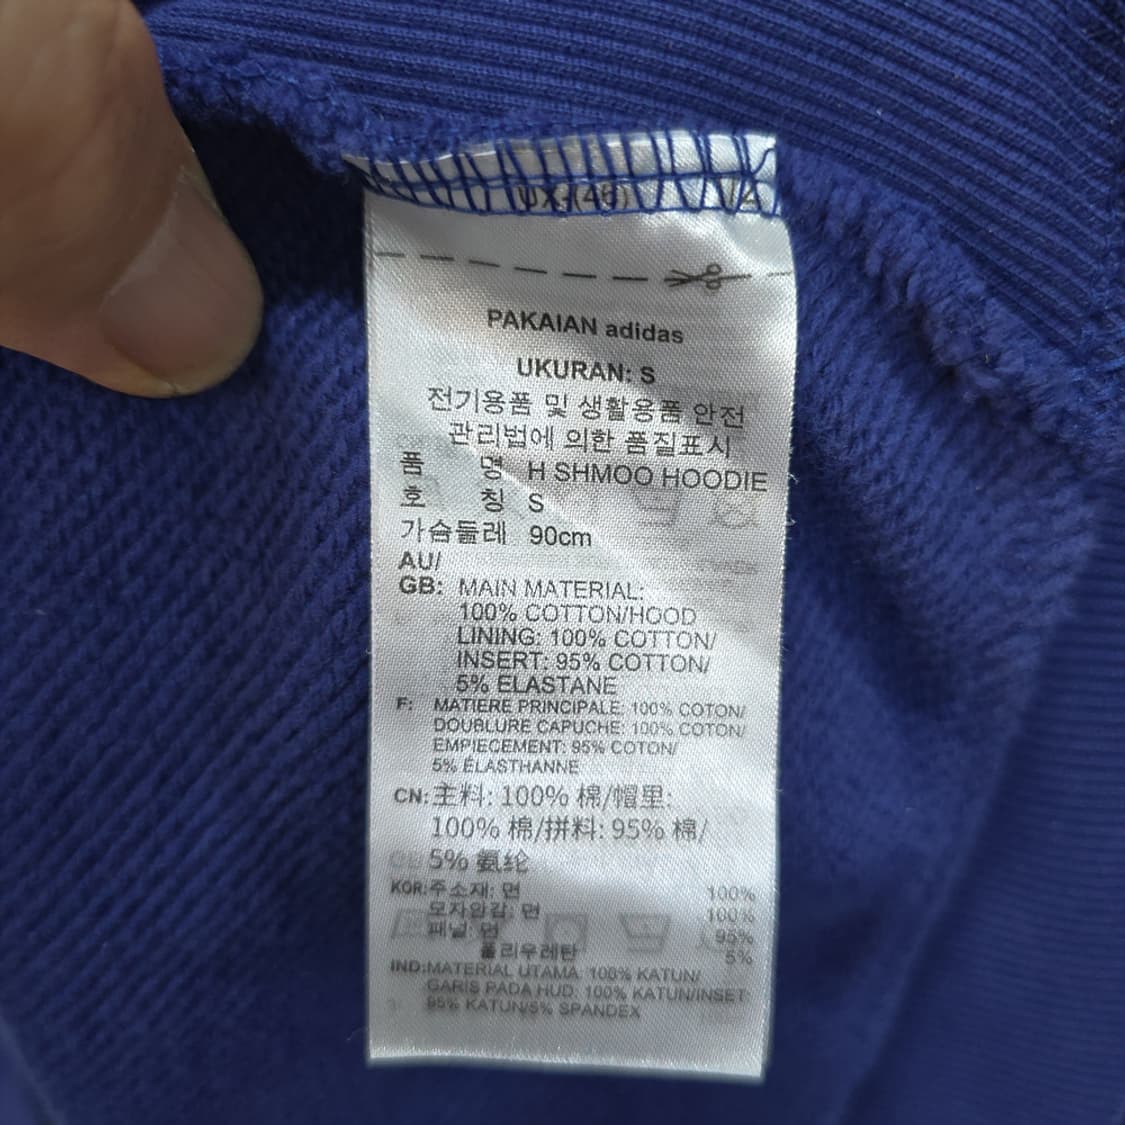 UX-(46)
PAKAIAN adidas
UKURAN: S
전기용품 및 생활용품 안전
관리법에 의한 품질표시
품 명 H SHMOO HOODIE
호 칭 S
가슴둘레 90cm
AU/
GB: MAIN MATERIAL:
100% COTTON/HOOD
LINING: 100% COTTON/
INSERT: 95% COTTON/
5% ELASTANE
F: MATIERE PRINCIPALE: 100% COTON/
DOUBLURE CAPUCHE: 100% COTON/
EMPIECEMENT: 95% COTON/
5% ÉLASTHANNE
CN: 主料: 100% 棉/帽里:
100% 棉/拼料: 95% 棉/
5% 氨纶
KOR: 주소재: 면 100%
모자안감: 면 100%
패널: 면 95%
폴리우레탄 5%
IND: MATERIAL UTAMA: 100% KATUN/
GARIS PADA HUD: 100% KATUN/INSET:
95% KATUN/5% SPANDEX